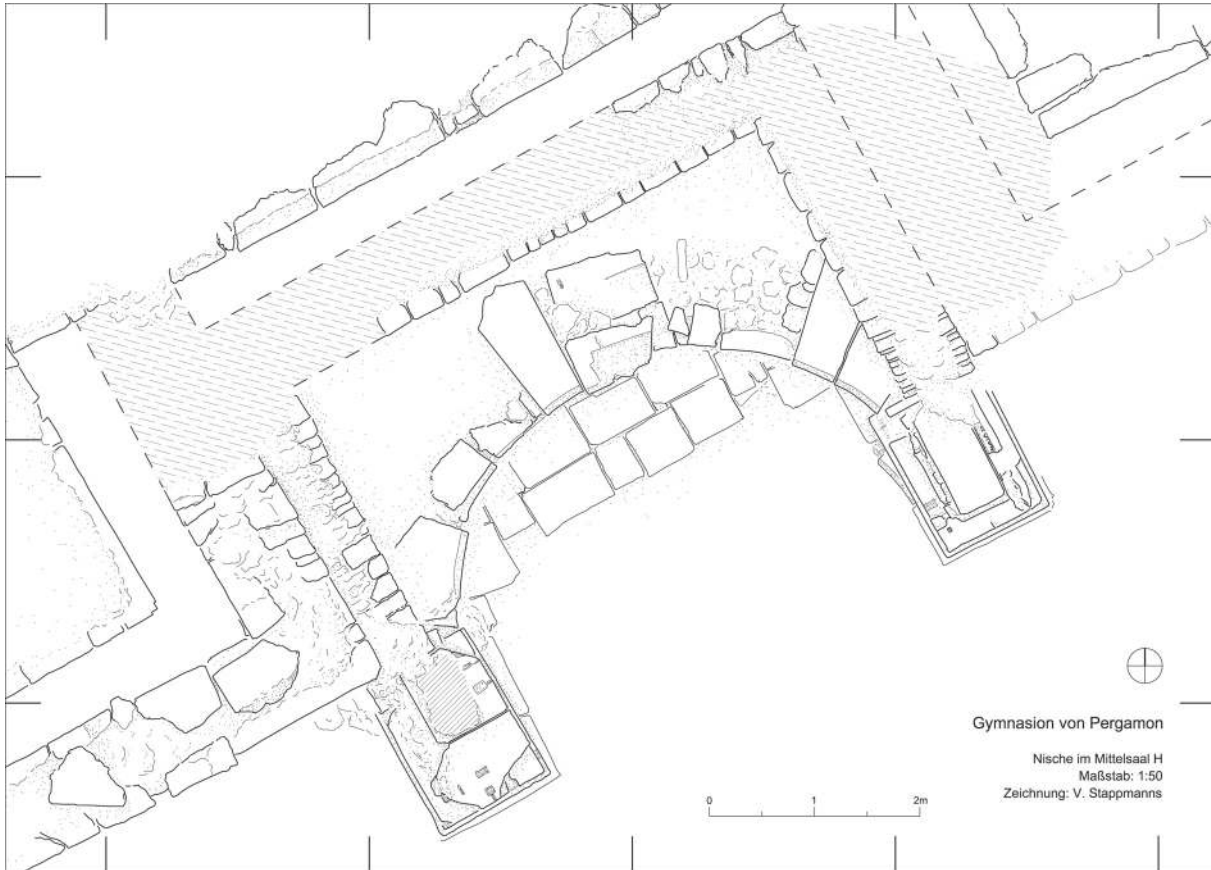 Gymnasion von Pergamon
Nische im Mittelsaal H
Maßstab: 1:50
Zeichnung: V. Stappmanns
0 1 2m